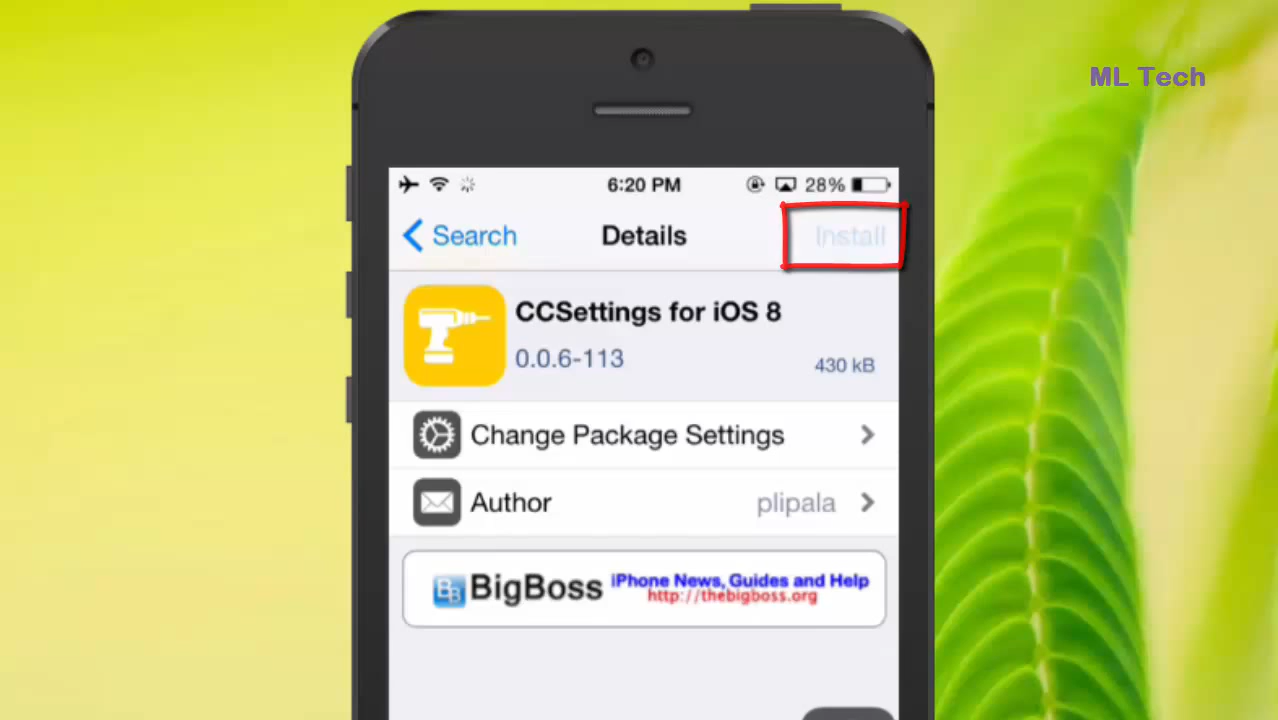 ML Tech
6:20 PM
28%
Search
Details
Install
CCSettings for iOS 8
0.0.6-113
430 kB
Change Package Settings
Author
plipala
BB
BigBoss
iPhone News, Guides and Help
http://thebigboss.org